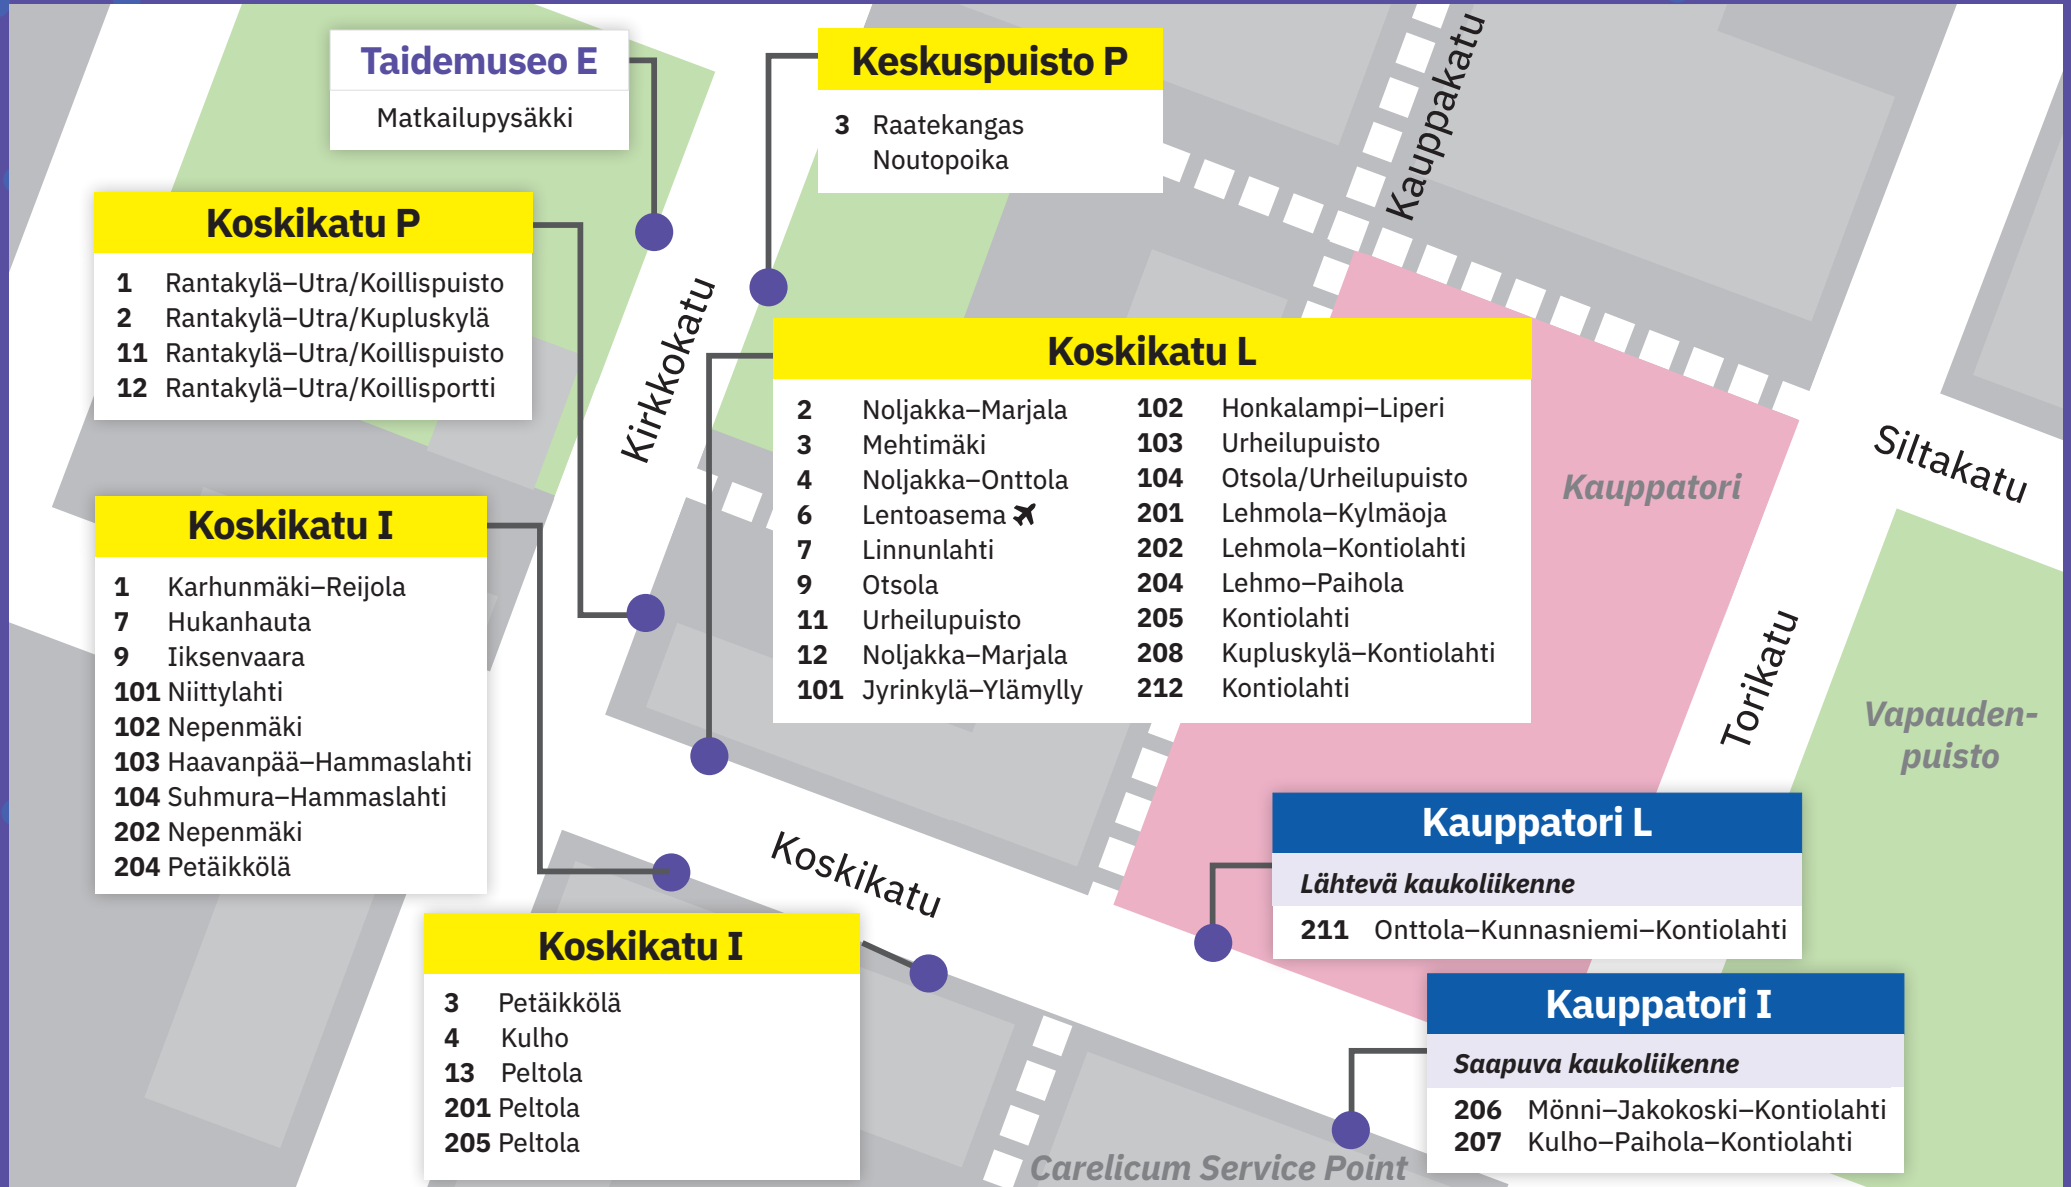 Taidemuseo E
Matkailupysäkki
Keskuspuisto P
3 Raatekangas
Noutopoika
Kauppakatu
Koskikatu P
1 Rantakylä–Utra/Koillispuisto
2 Rantakylä–Utra/Kupluskylä
11 Rantakylä–Utra/Koillispuisto
12 Rantakylä–Utra/Koillisportti
Kirkkokatu
Koskikatu L
2 Noljakka–Marjala
3 Mehtimäki
4 Noljakka–Onttola
6 Lentoasema
7 Linnunlahti
9 Otsola
11 Urheilupuisto
12 Noljakka–Marjala
101 Jyrinkylä–Ylämylly
102 Honkalampi–Liperi
103 Urheilupuisto
104 Otsola/Urheilupuisto
201 Lehmola–Kylmäoja
202 Lehmola–Kontiolahti
204 Lehmo–Paihola
205 Kontiolahti
208 Kupluskylä–Kontiolahti
212 Kontiolahti
Kauppatori
Siltakatu
Torikatu
Vapauden-
puisto
Koskikatu I
1 Karhunmäki–Reijola
7 Hukanhauta
9 Iiksenvaara
101 Niittylahti
102 Nepenmäki
103 Haavanpää–Hammaslahti
104 Suhmura–Hammaslahti
202 Nepenmäki
204 Petäikkölä
Koskikatu
Kauppatori L
Lähtevä kaukoliikenne
211 Onttola–Kunnasniemi–Kontiolahti
Koskikatu I
3 Petäikkölä
4 Kulho
13 Peltola
201 Peltola
205 Peltola
Kauppatori I
Saapuva kaukoliikenne
206 Mönni–Jakokoski–Kontiolahti
207 Kulho–Paihola–Kontiolahti
Carelicum Service Point